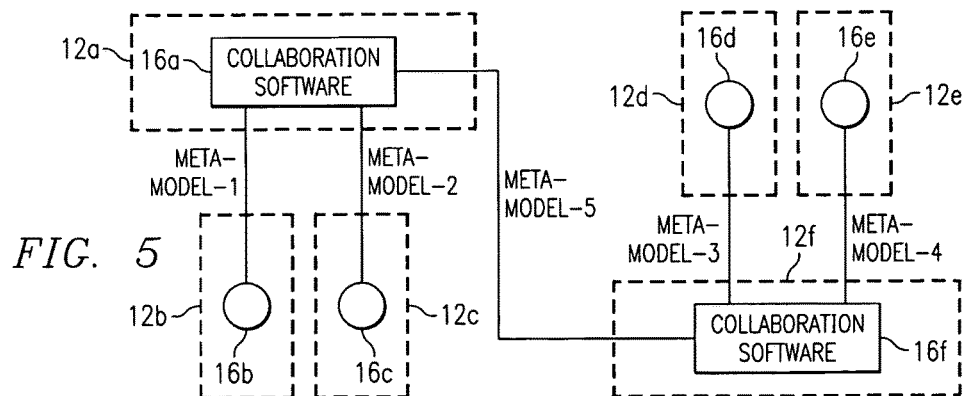 12a
16a
COLLABORATION
SOFTWARE
META-
MODEL-1
META-
MODEL-2
META-
MODEL-5
FIG. 5
12b
16b
16c
12c
16d
16e
12d
12e
META-
MODEL-3
META-
MODEL-4
12f
COLLABORATION
SOFTWARE
16f